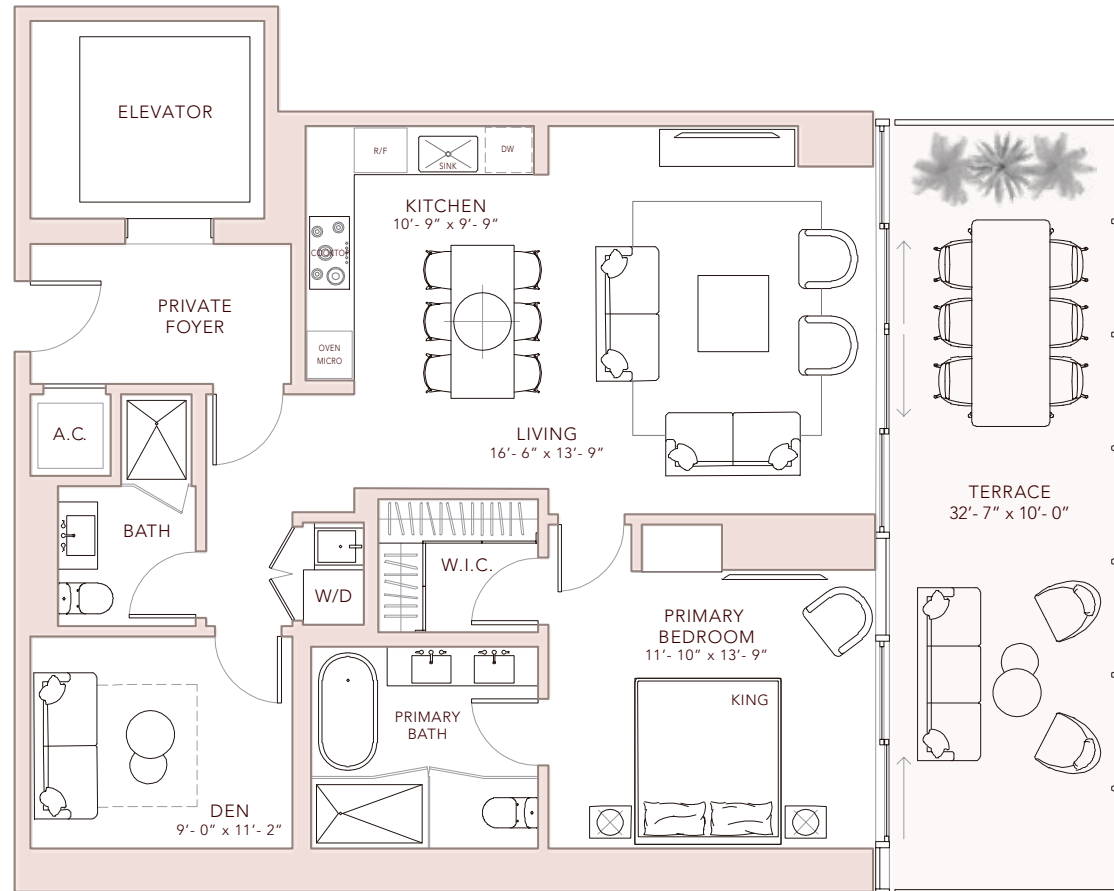 ELEVATOR
R/F
SINK
DW
KITCHEN
10'- 9" x 9'- 9"
COOKTOP
PRIVATE
FOYER
OVEN
MICRO
A.C.
LIVING
16'- 6" x 13'- 9"
TERRACE
32'- 7" x 10'- 0"
BATH
W.I.C.
W/D
PRIMARY
BEDROOM
11'- 10" x 13'- 9"
KING
PRIMARY
BATH
DEN
9'- 0" x 11'- 2"